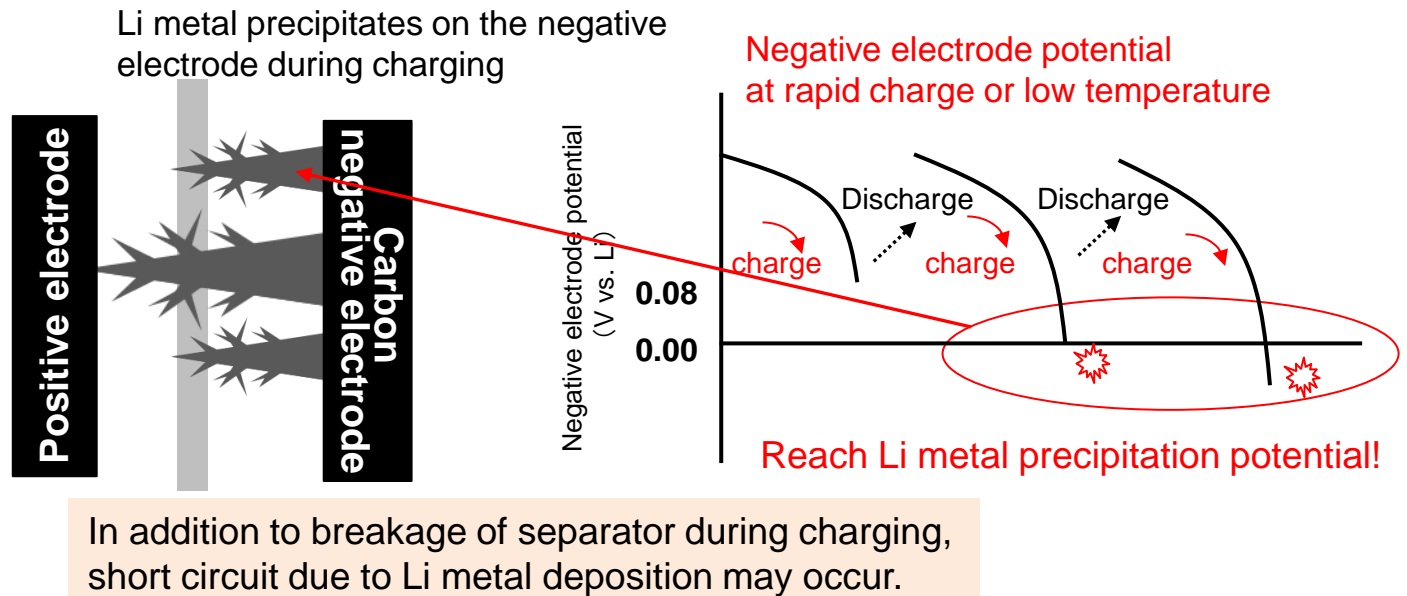 Li metal precipitates on the negative
electrode during charging
Positive electrode
Carbon
negative electrode
Negative electrode potential
at rapid charge or low temperature
Negative electrode potential
(V vs. Li)
0.08
0.00
charge
Discharge
charge
Discharge
charge
Reach Li metal precipitation potential!
In addition to breakage of separator during charging,
short circuit due to Li metal deposition may occur.